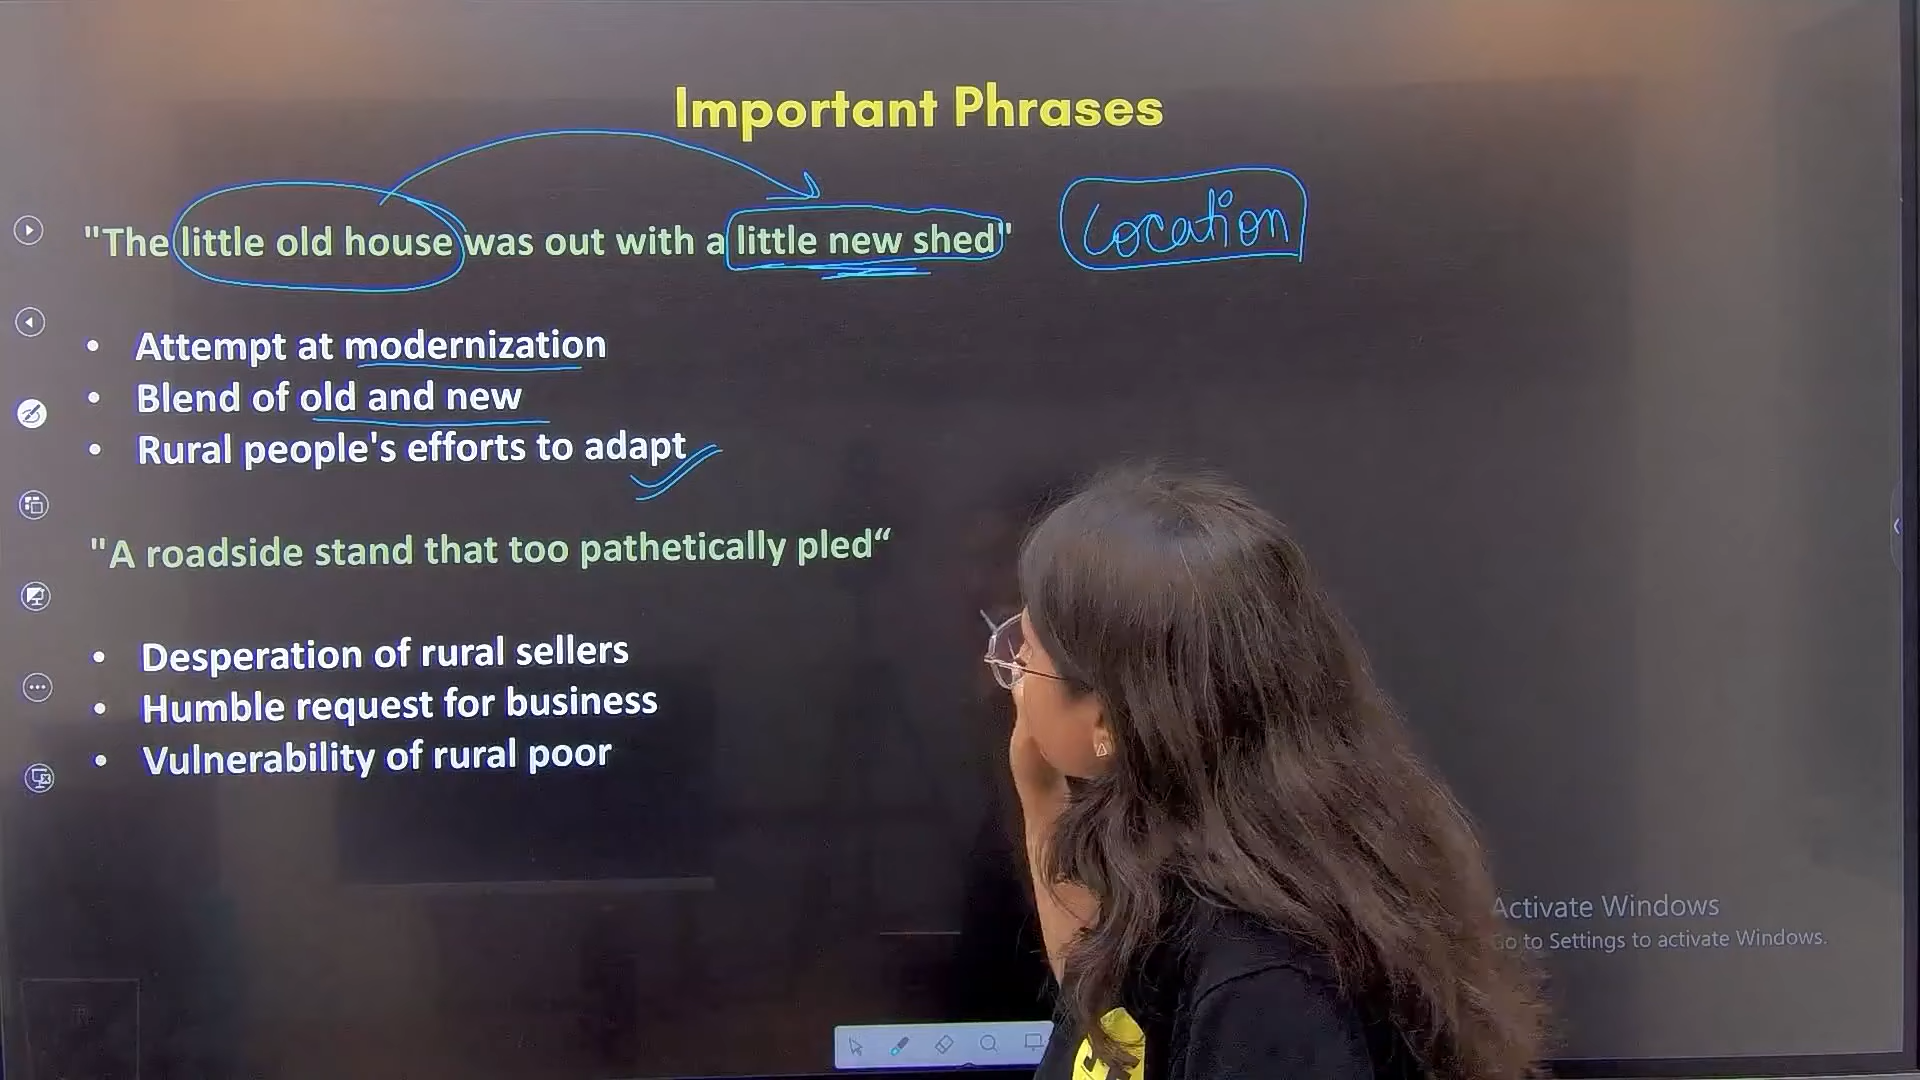 Important Phrases
"The little old house was out with a little new shed" Location
• Attempt at modernization
• Blend of old and new
• Rural people's efforts to adapt
"A roadside stand that too pathetically pled“
• Desperation of rural sellers
• Humble request for business
• Vulnerability of rural poor
Activate Windows
Go to Settings to activate Windows.